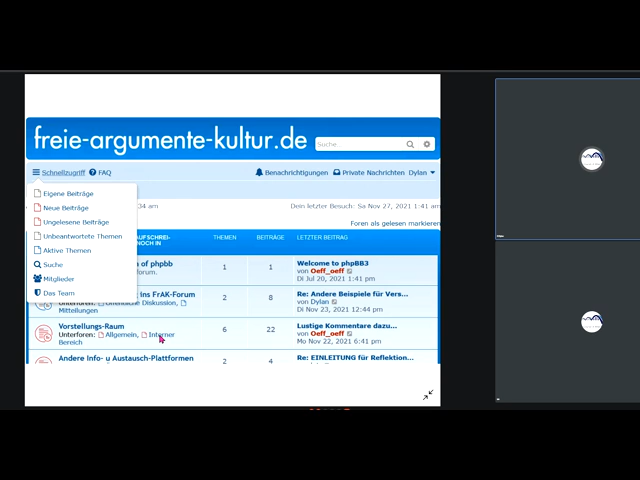 freie-argumente-kultur.de
Suche
Schnellzugriff FAQ Benachrichtigungen Private Nachrichten Dylan
Eigene Beiträge
Neue Beiträge
Ungelesene Beiträge
Unbeantwortete Themen
Aktive Themen
Suche
Mitglieder
Das Team
34 am
Dein letzter Besuch: Sa Nov 27, 2021 1:41 am
Foren als gelesen markieren
AUFSCHREI-
NOCH IN
THEMEN BEITRÄGE LETZTER BEITRAG
n of phpbb
forum.
1 1
Welcome to phpBB3
von Oeff_oeff
Di Jul 20, 2021 1:41 pm
ins FrAK-Forum
Unterforen: Öffentliche Diskussion,
Mitteilungen
2 8
Re: Andere Beispiele für Vers...
von Dylan
Di Nov 23, 2021 12:44 pm
Vorstellungs-Raum
Unterforen: Allgemein, Interner
Bereich
6 22
Lustige Kommentare dazu...
von Oeff_oeff
Mo Nov 22, 2021 6:41 pm
Andere Info- u Austausch-Plattformen
2 4
Re: EINLEITUNG für Reflektion...